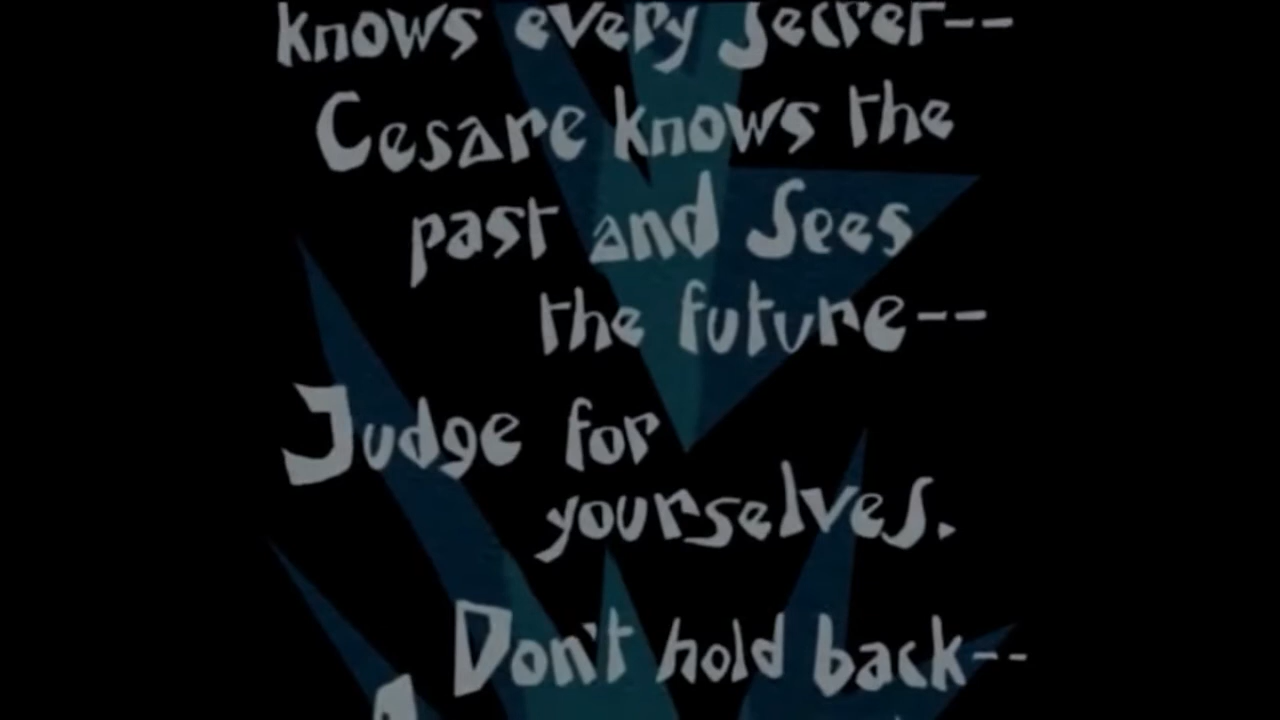 knows every secret--
Cesare knows the
past and sees
the future--
Judge for
yourselves.
Don't hold back--